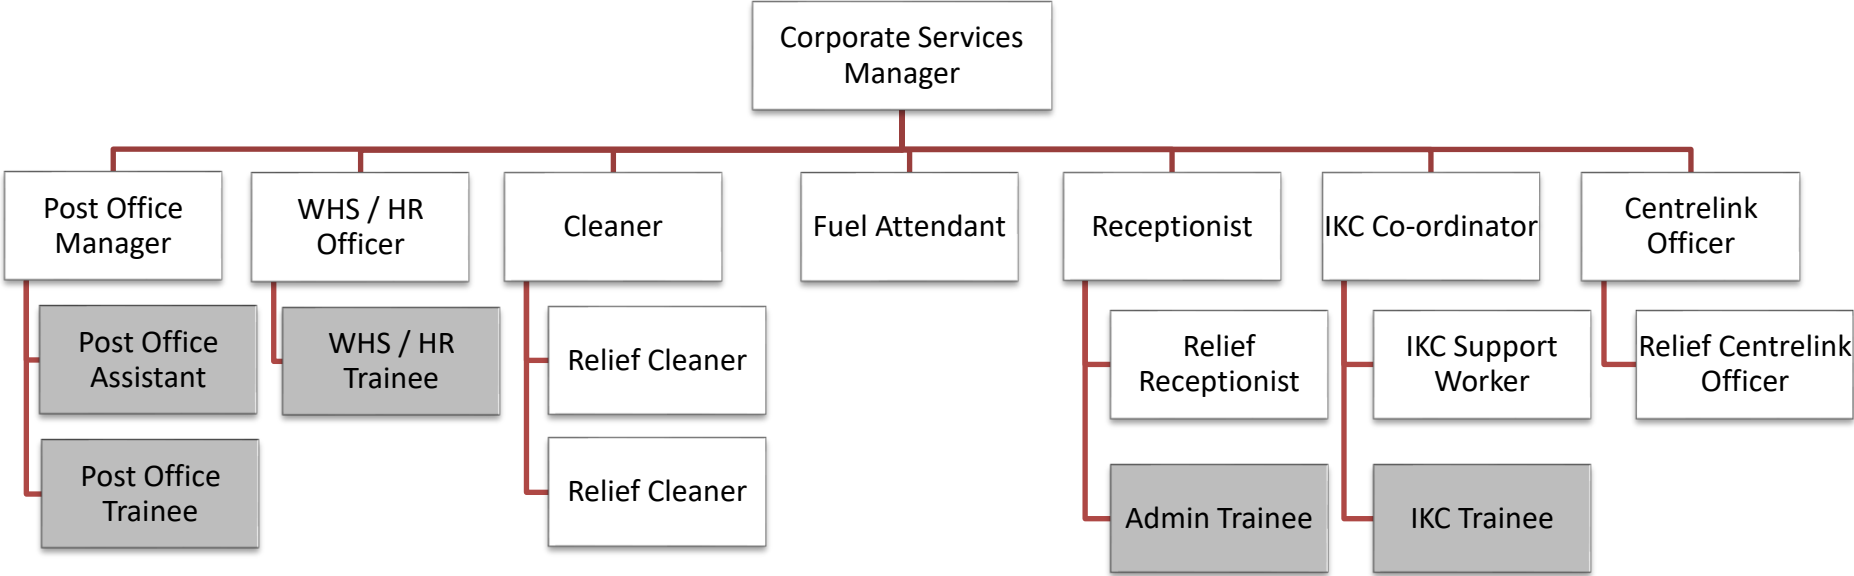 Corporate Services
Manager
Post Office
Manager
WHS / HR
Officer
Cleaner
Fuel Attendant
Receptionist
IKC Co-ordinator
Centrelink
Officer
Post Office
Assistant
WHS / HR
Trainee
Relief Cleaner
Relief
Receptionist
IKC Support
Worker
Relief Centrelink
Officer
Post Office
Trainee
Relief Cleaner
Admin Trainee
IKC Trainee